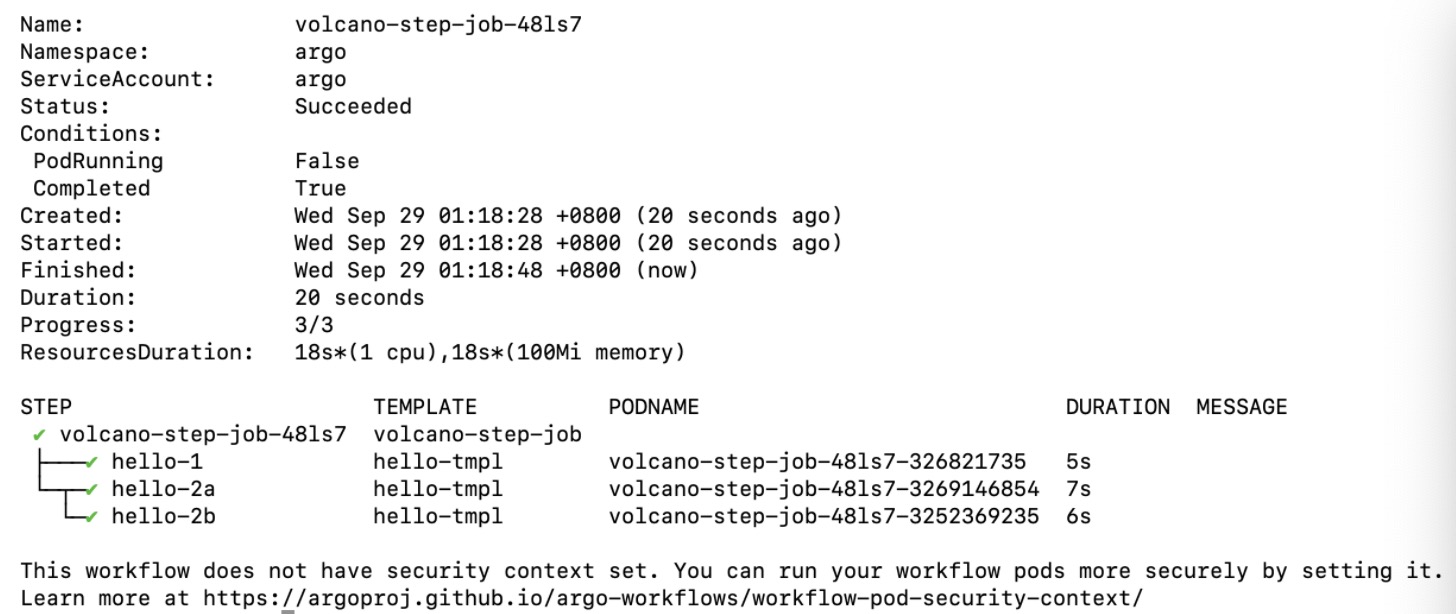 Name:                volcano-step-job-48ls7
Namespace:           argo
ServiceAccount:      argo
Status:              Succeeded
Conditions:
 PodRunning          False
 Completed           True
Created:             Wed Sep 29 01:18:28 +0800 (20 seconds ago)
Started:             Wed Sep 29 01:18:28 +0800 (20 seconds ago)
Finished:            Wed Sep 29 01:18:48 +0800 (now)
Duration:            20 seconds
Progress:            3/3
ResourcesDuration:   18s*(1 cpu),18s*(100Mi memory)

STEP                       TEMPLATE          PODNAME                            DURATION  MESSAGE
 ✔ volcano-step-job-48ls7  volcano-step-job
 ├───✔ hello-1             hello-tmpl        volcano-step-job-48ls7-326821735   5s
 └─┬─✔ hello-2a            hello-tmpl        volcano-step-job-48ls7-3269146854  7s
   └─✔ hello-2b            hello-tmpl        volcano-step-job-48ls7-3252369235  6s

This workflow does not have security context set. You can run your workflow pods more securely by setting it.
Learn more at https://argoproj.github.io/argo-workflows/workflow-pod-security-context/